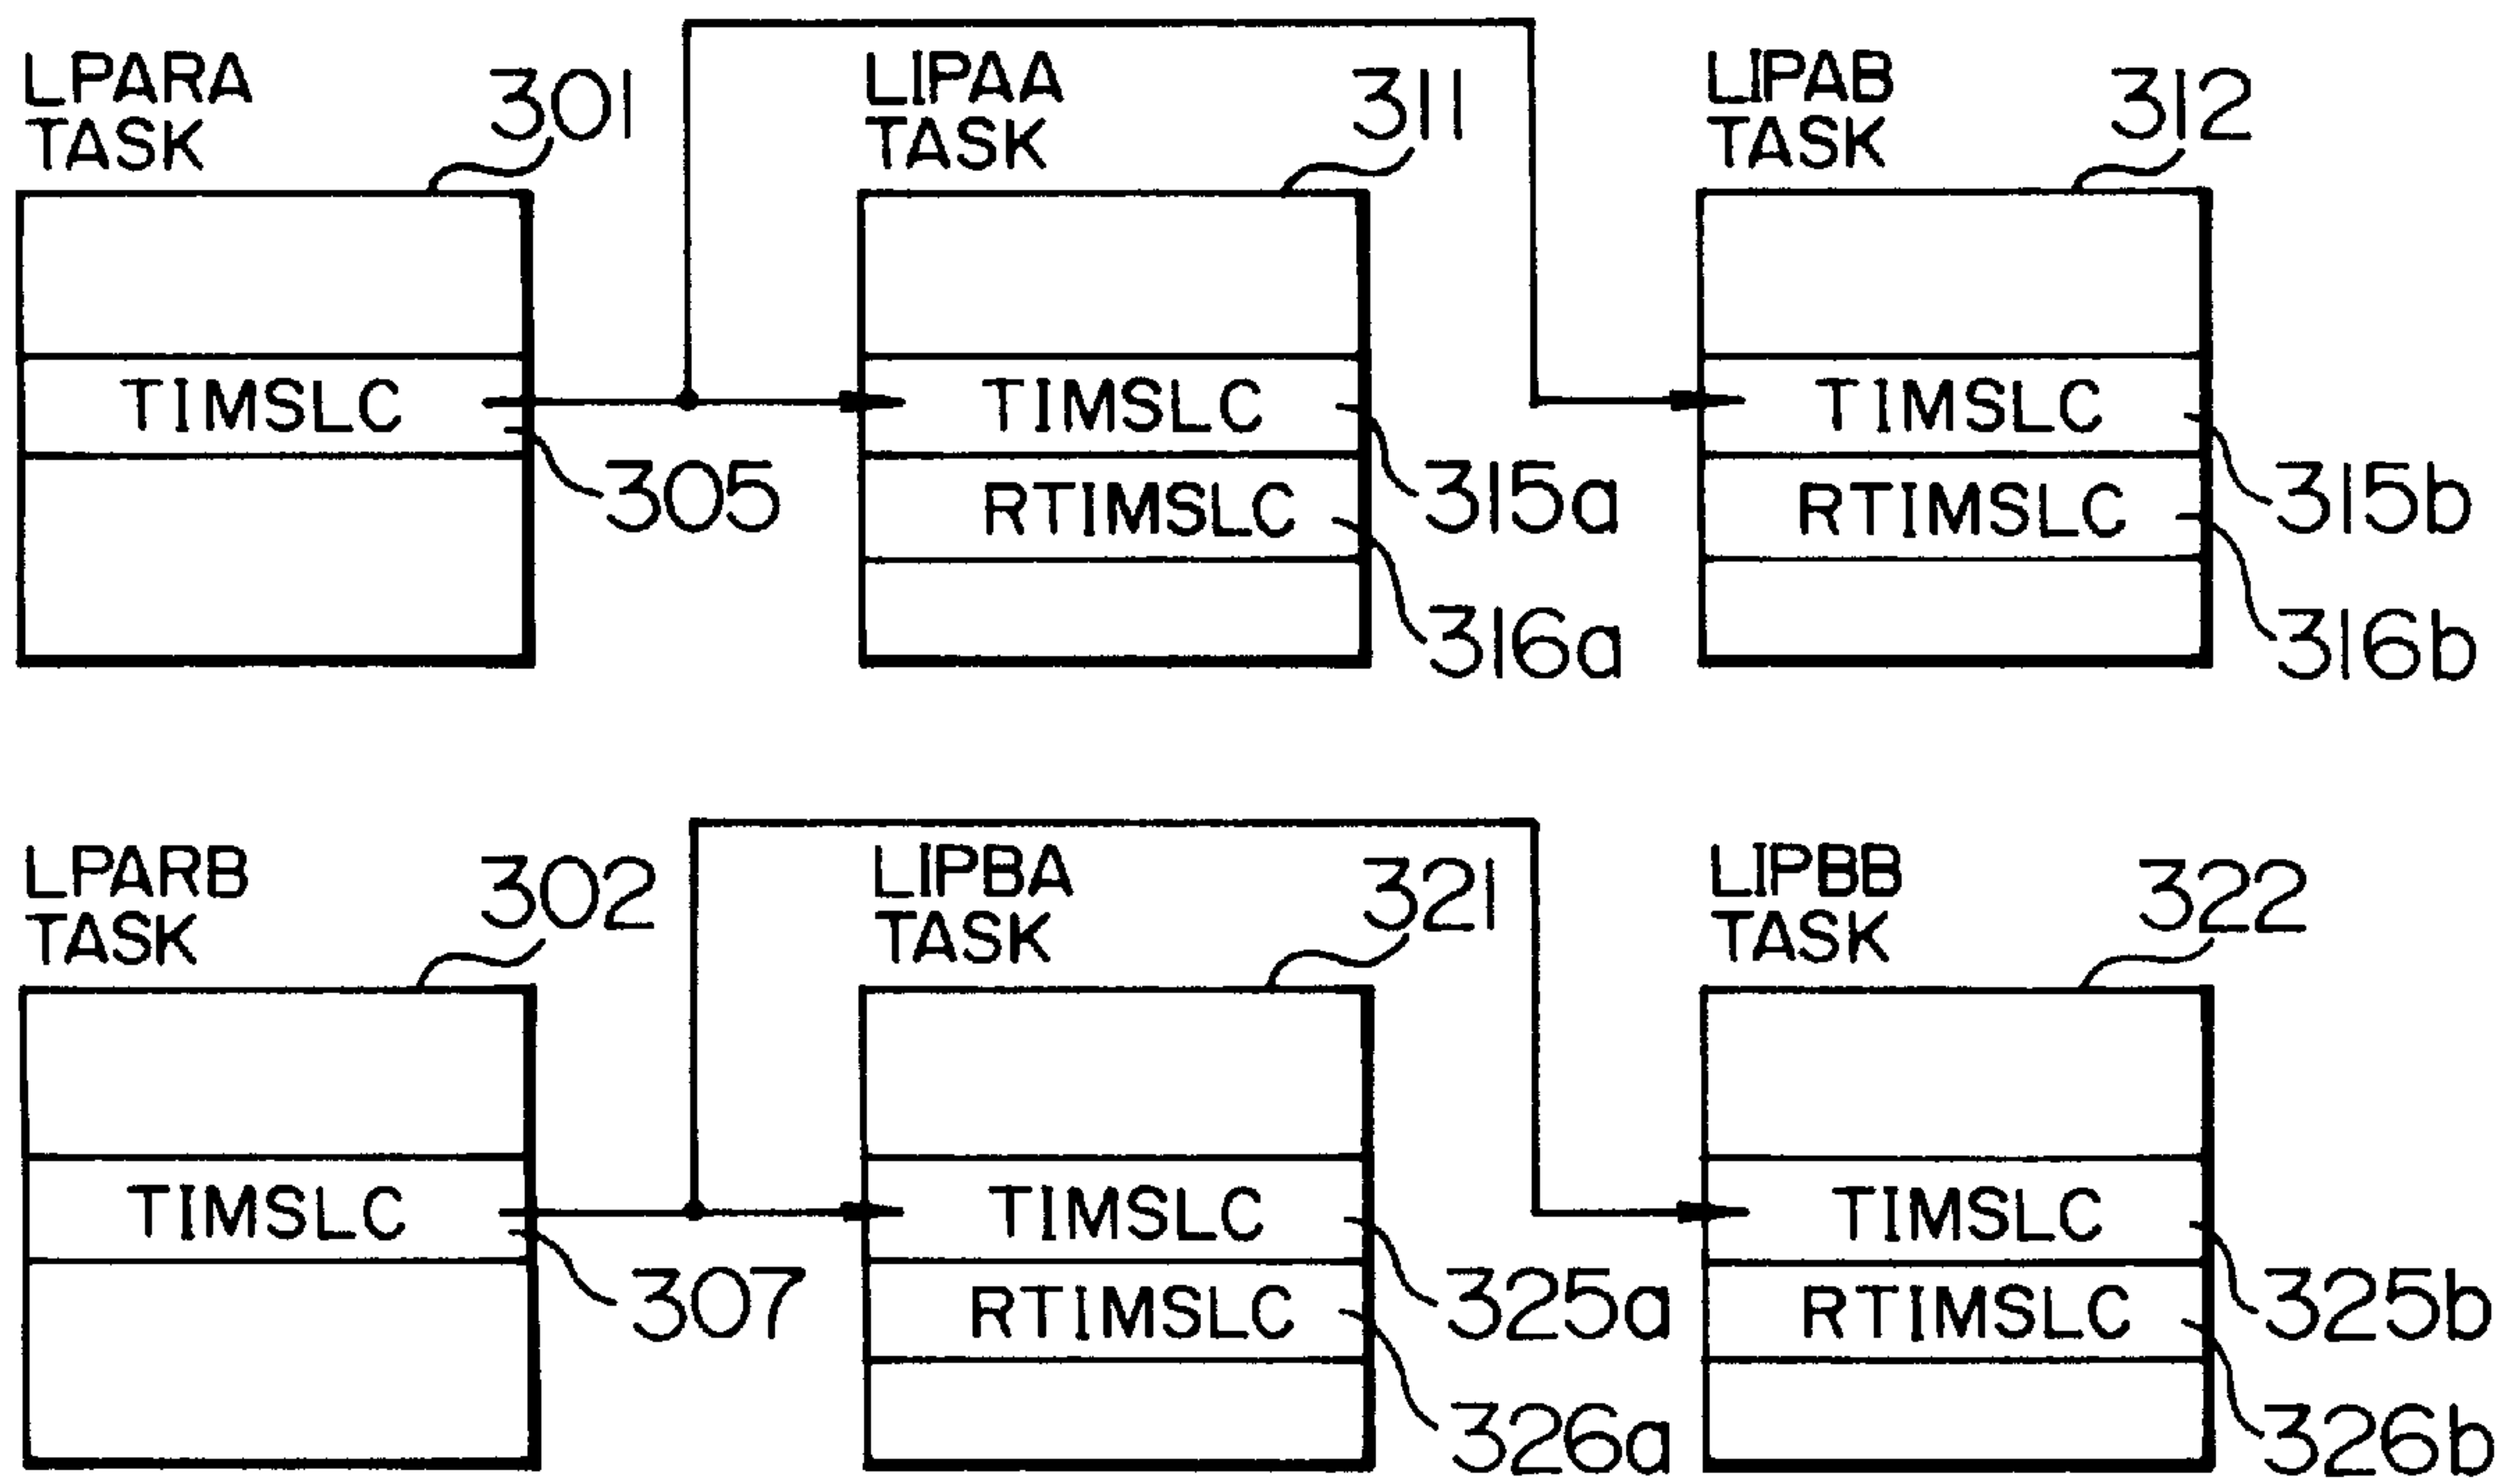 LPARA
TASK
301
LIPAA
TASK
311
LIPAB
TASK
312
TIMSLC
305
TIMSLC
315a
RTIMSLC
316a
TIMSLC
315b
RTIMSLC
316b
LPARB
TASK
302
LIPBA
TASK
321
LIPBB
TASK
322
TIMSLC
307
TIMSLC
325a
RTIMSLC
326a
TIMSLC
325b
RTIMSLC
326b